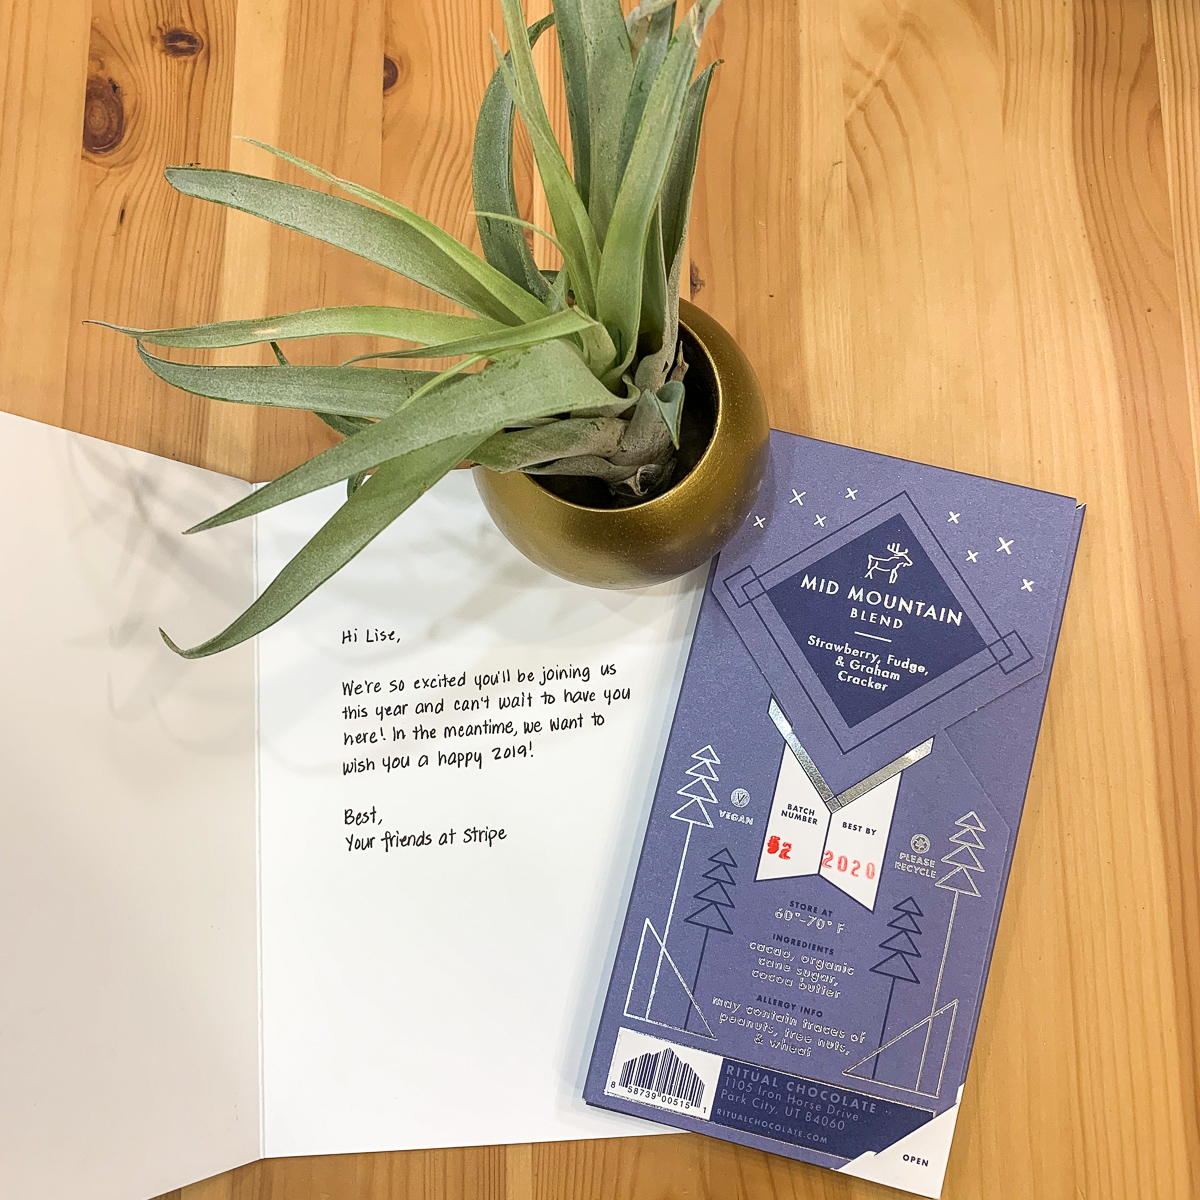 Hi Lise,
We're so excited you'll be joining us
this year and can't wait to have you
here! In the meantime, we want to
wish you a happy 2019!
Best,
Your friends at Stripe
MID MOUNTAIN
BLEND
Strawberry, Fudge,
& Graham
Cracker
VEGAN
BATCH
NUMBER
52
BEST BY
2020
PLEASE
RECYCLE
STORE AT
60°-70° F
INGREDIENTS
cacao, organic
cane sugar,
cocoa butter
ALLERGY INFO
may contain traces of
peanuts, tree nuts,
& wheat
8 58739 00515 1
RITUAL CHOCOLATE
1105 Iron Horse Drive
Park City, UT 84060
RITUALCHOCOLATE.COM
OPEN